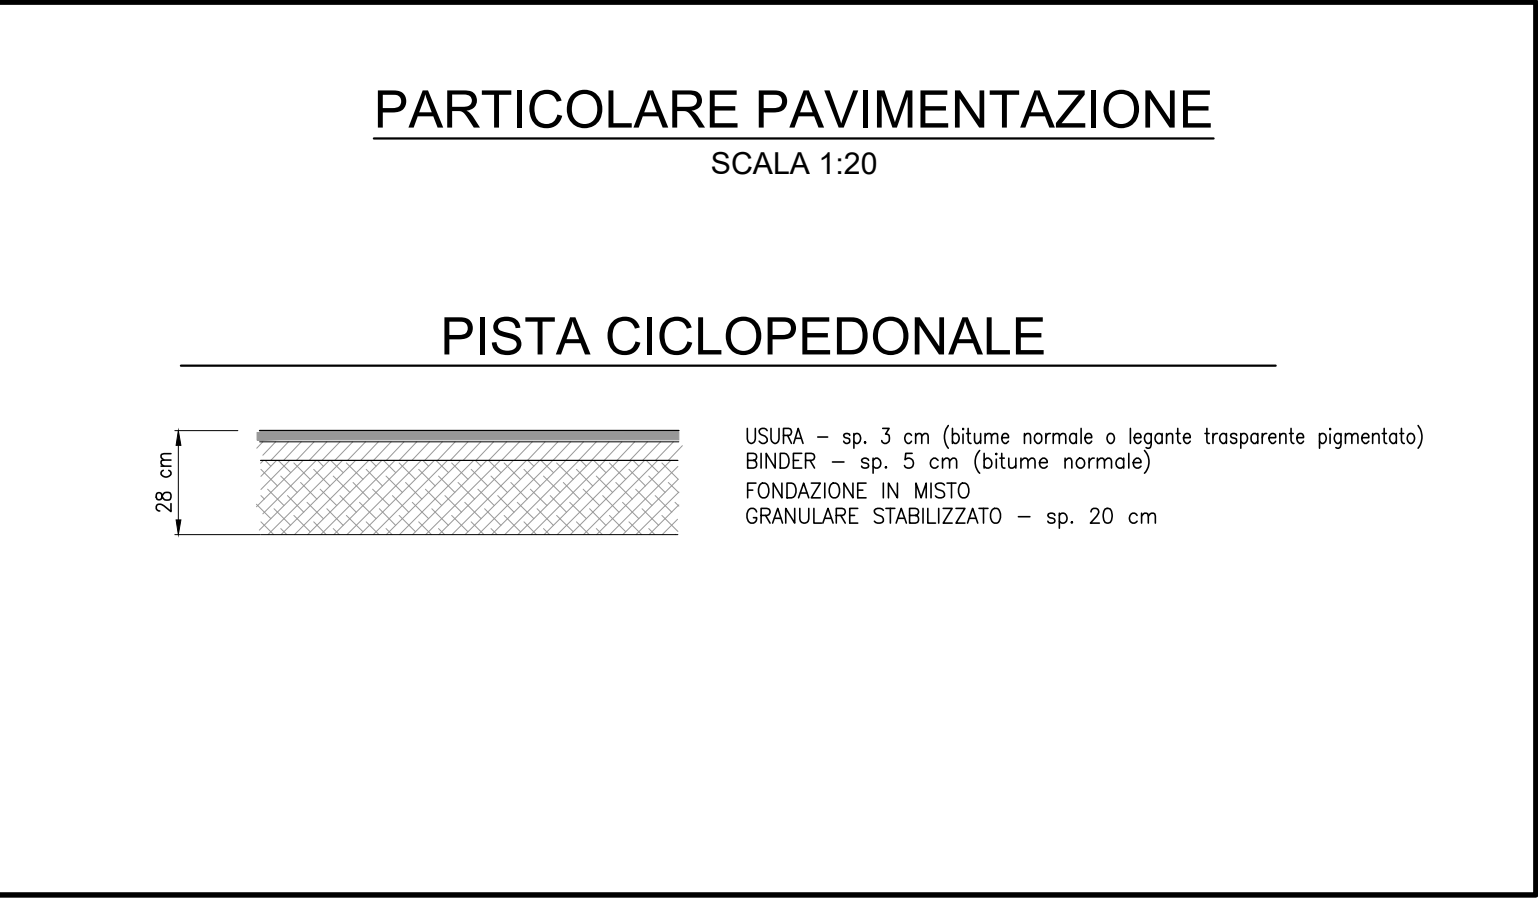 PARTICOLARE PAVIMENTAZIONE
SCALA 1:20
PISTA CICLOPEDONALE
28 cm
USURA – sp. 3 cm (bitume normale o legante trasparente pigmentato)
BINDER – sp. 5 cm (bitume normale)
FONDAZIONE IN MISTO
GRANULARE STABILIZZATO – sp. 20 cm